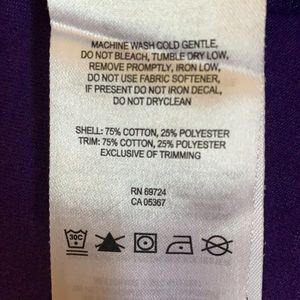 MACHINE WASH COLD GENTLE,
DO NOT BLEACH, TUMBLE DRY LOW,
REMOVE PROMPTLY, IRON LOW,
DO NOT USE FABRIC SOFTENER,
IF PRESENT DO NOT IRON DECAL,
DO NOT DRYCLEAN
SHELL: 75% COTTON, 25% POLYESTER
TRIM: 75% COTTON, 25% POLYESTER
EXCLUSIVE OF TRIMMING
RN 69724
CA 05367
30C